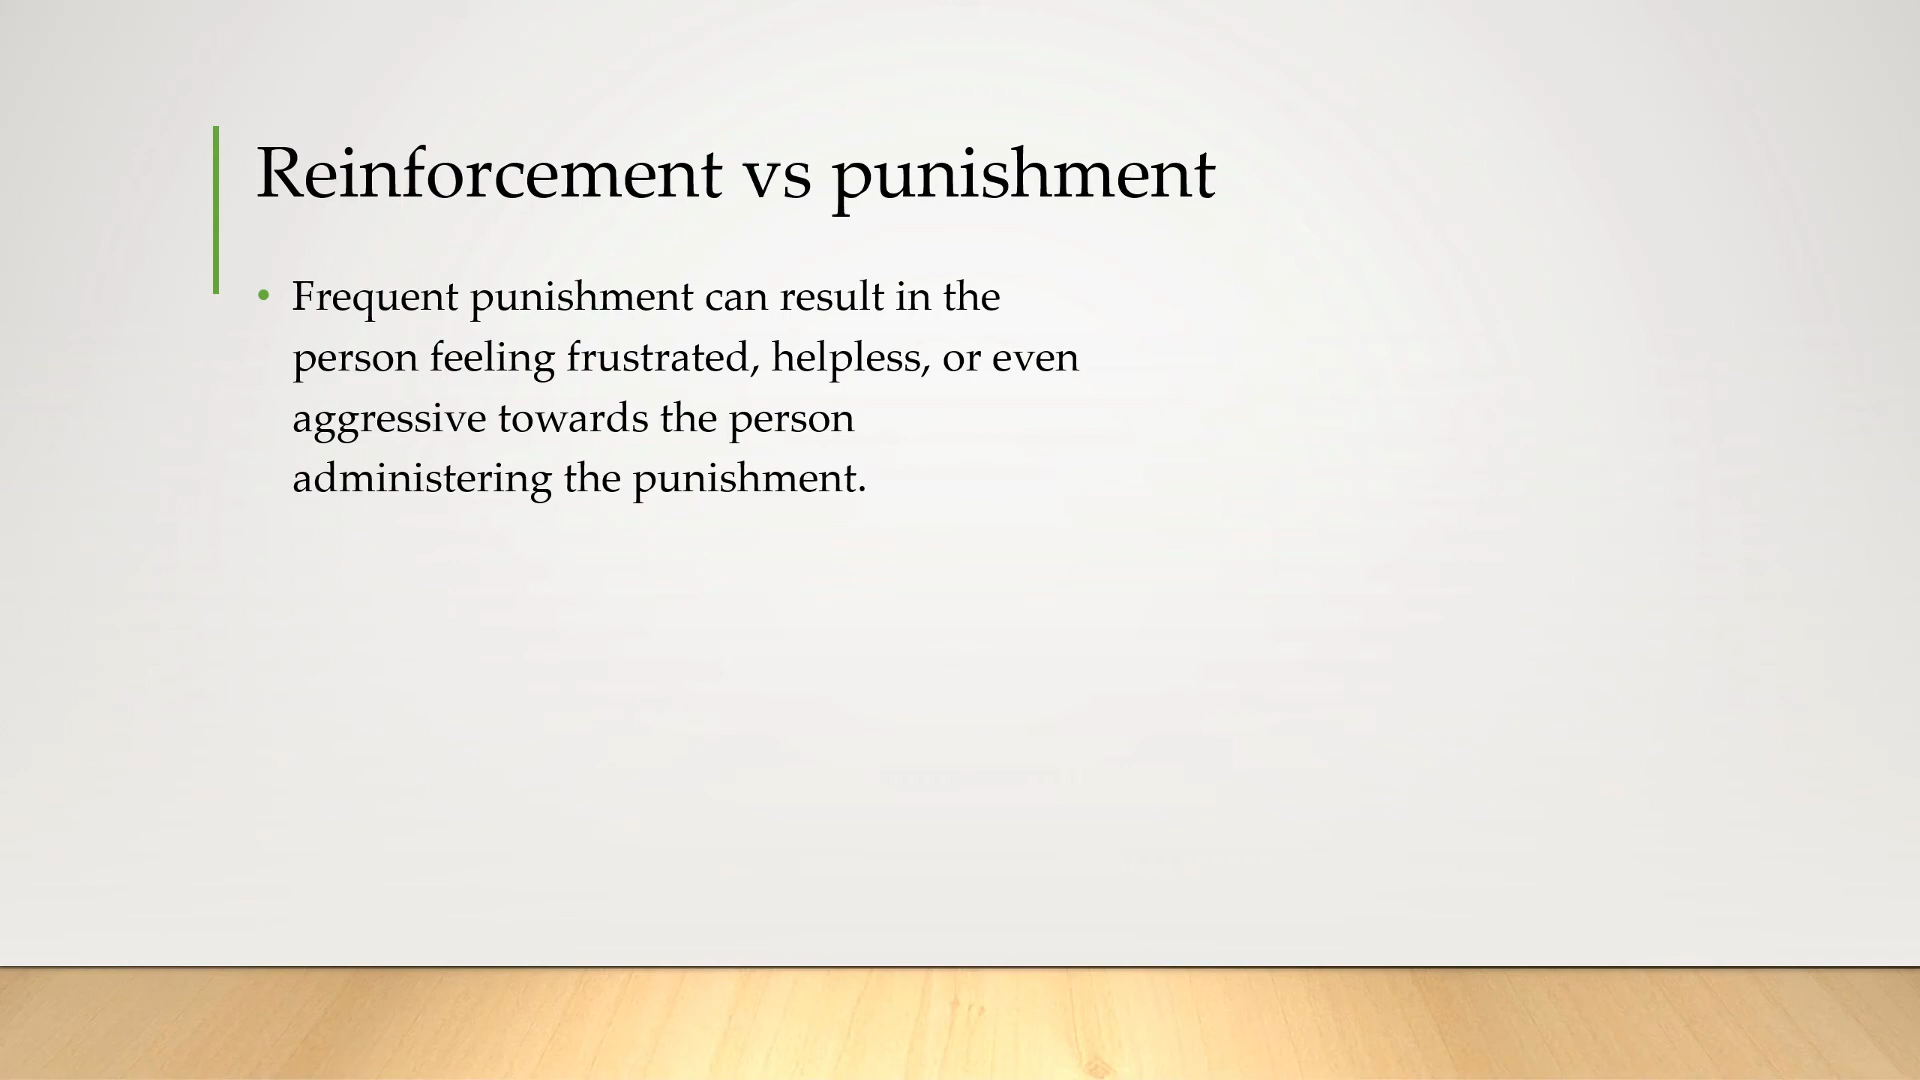 Reinforcement vs punishment
• Frequent punishment can result in the
person feeling frustrated, helpless, or even
aggressive towards the person
administering the punishment.